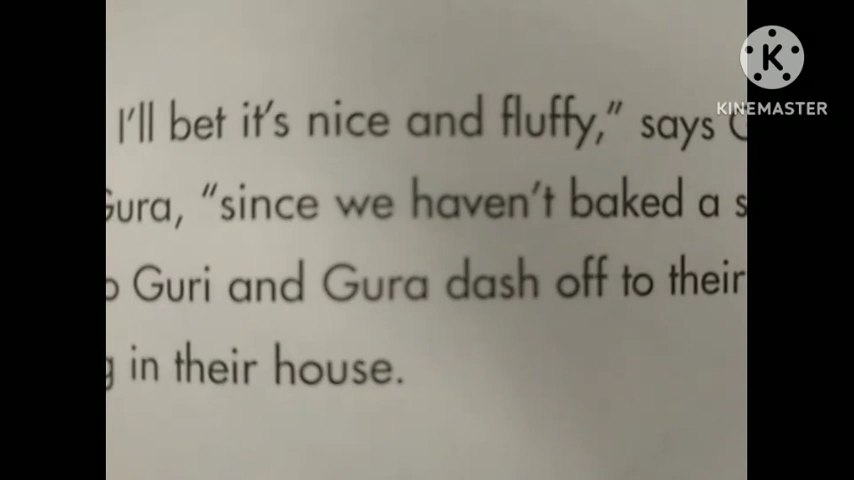 I'll bet it's nice and fluffy," says
Gura, "since we haven't baked a
Guri and Gura dash off to their
in their house.
K
KINEMASTER